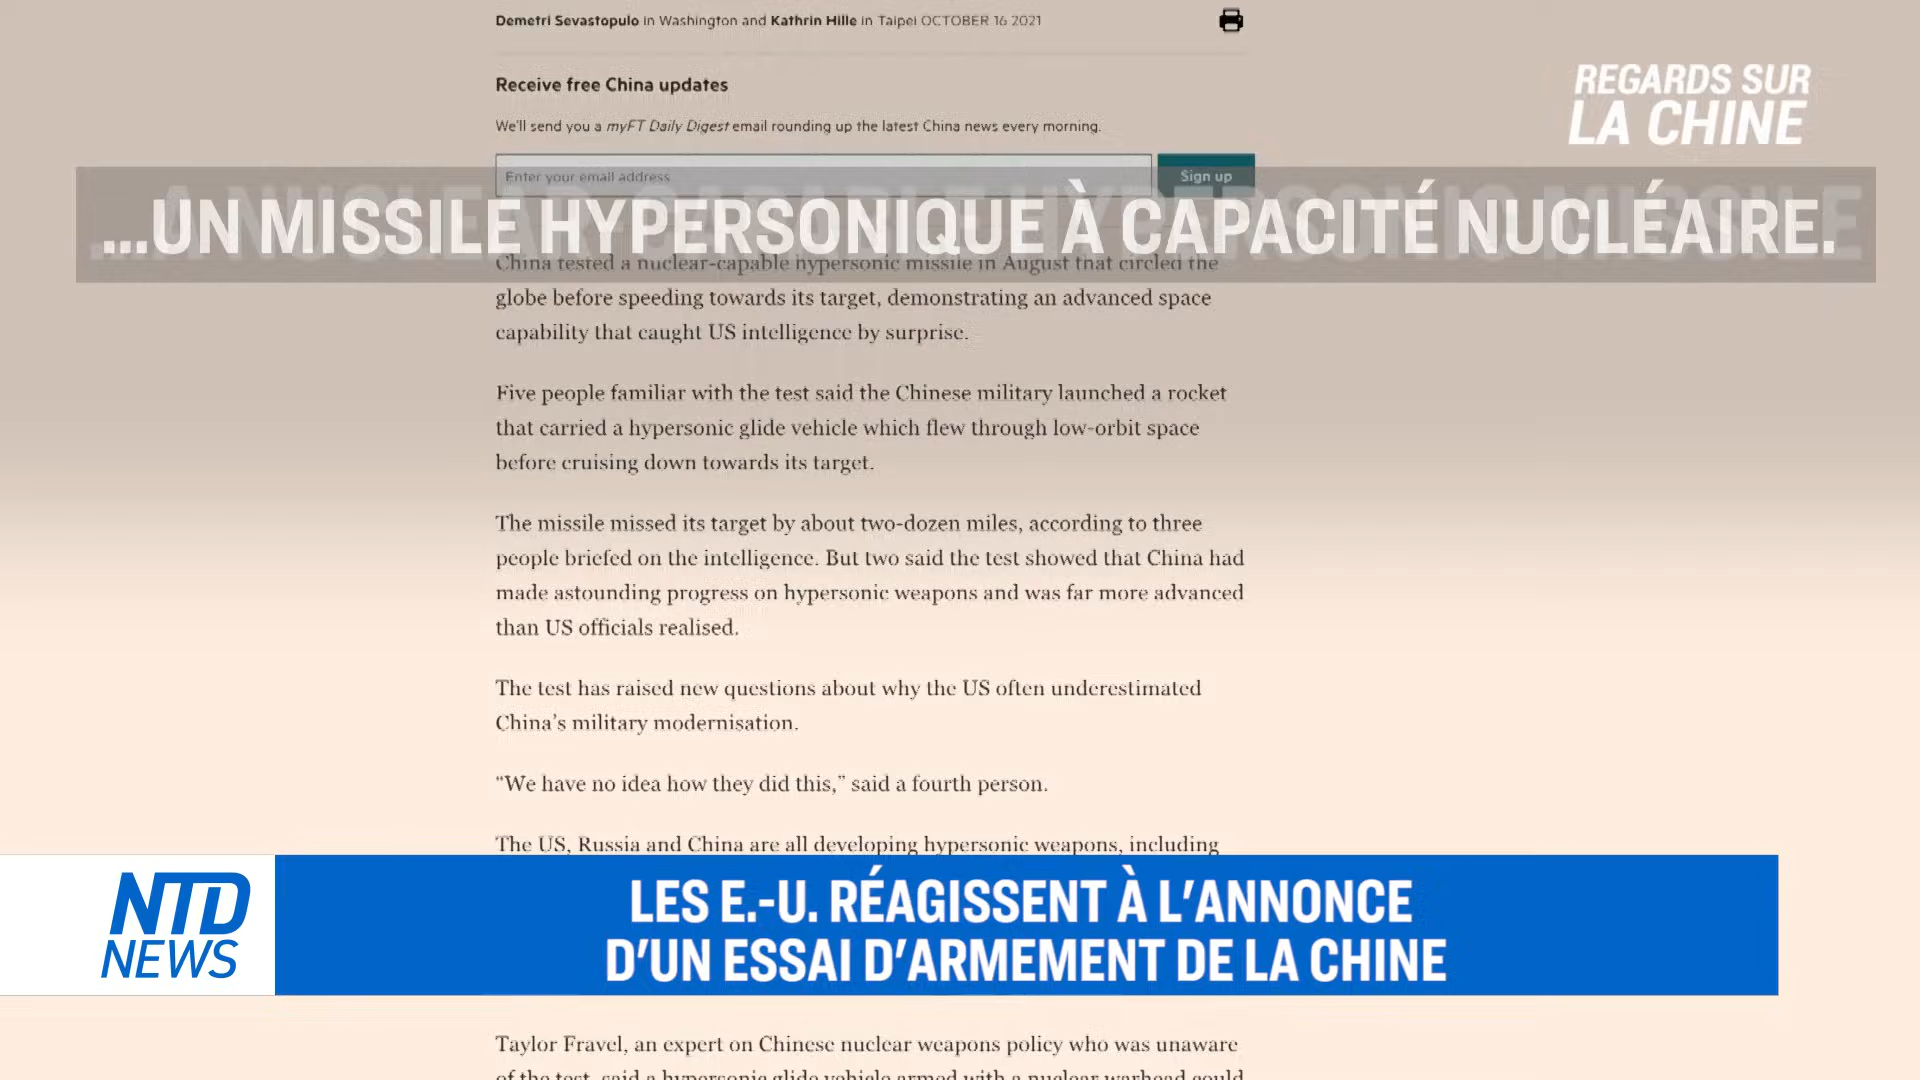 Demetri Sevastopulo in Washington and Kathrin Hille in Taipei OCTOBER 16 2021
Receive free China updates
We'll send you a myFT Daily Digest email rounding up the latest China news every morning.
REGARDS SUR
LA CHINE
Enter your email address
Sign up
...UN MISSILE HYPERSONIQUE À CAPACITÉ NUCLÉAIRE.
China tested a nuclear-capable hypersonic missile in August that circled the
globe before speeding towards its target, demonstrating an advanced space
capability that caught US intelligence by surprise.
Five people familiar with the test said the Chinese military launched a rocket
that carried a hypersonic glide vehicle which flew through low-orbit space
before cruising down towards its target.
The missile missed its target by about two-dozen miles, according to three
people briefed on the intelligence. But two said the test showed that China had
made astounding progress on hypersonic weapons and was far more advanced
than US officials realised.
The test has raised new questions about why the US often underestimated
China’s military modernisation.
“We have no idea how they did this,” said a fourth person.
The US, Russia and China are all developing hypersonic weapons, including
NTD
NEWS
LES E.-U. RÉAGISSENT À L’ANNONCE
D’UN ESSAI D’ARMEMENT DE LA CHINE
Taylor Fravel, an expert on Chinese nuclear weapons policy who was unaware
of the test, said a hypersonic glide vehicle armed with a nuclear warhead could